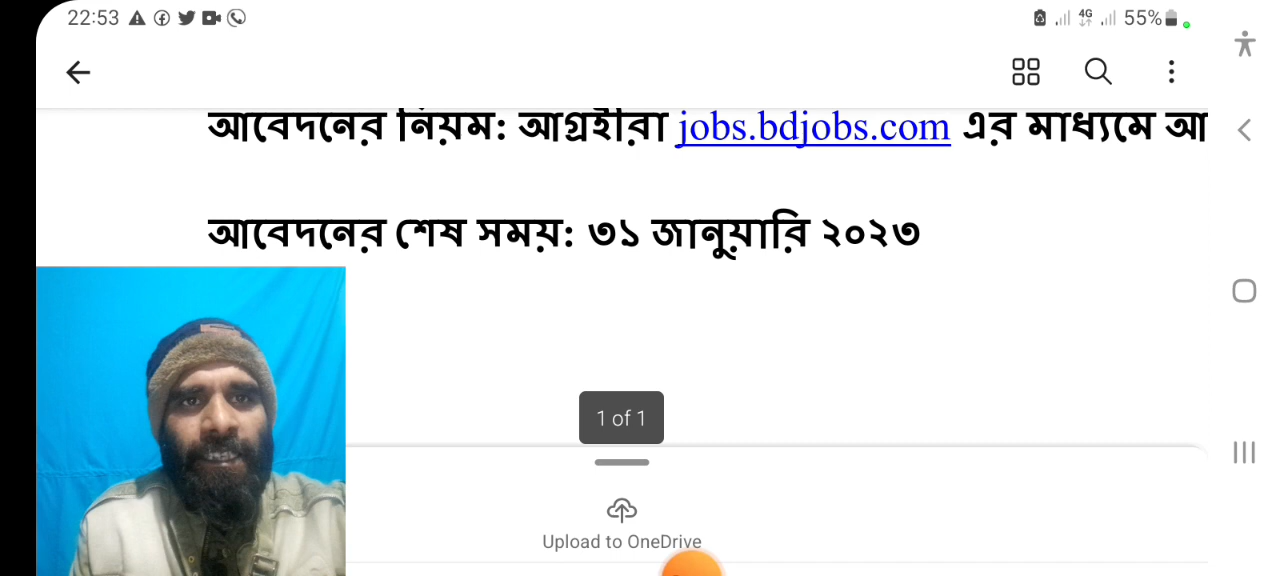 22:53 4G 55%
আবেদনের নিয়ম: আগ্রহীরা jobs.bdjobs.com এর মাধ্যমে আ
আবেদনের শেষ সময়: ৩১ জানুয়ারি ২০২৩
1 of 1
Upload to OneDrive